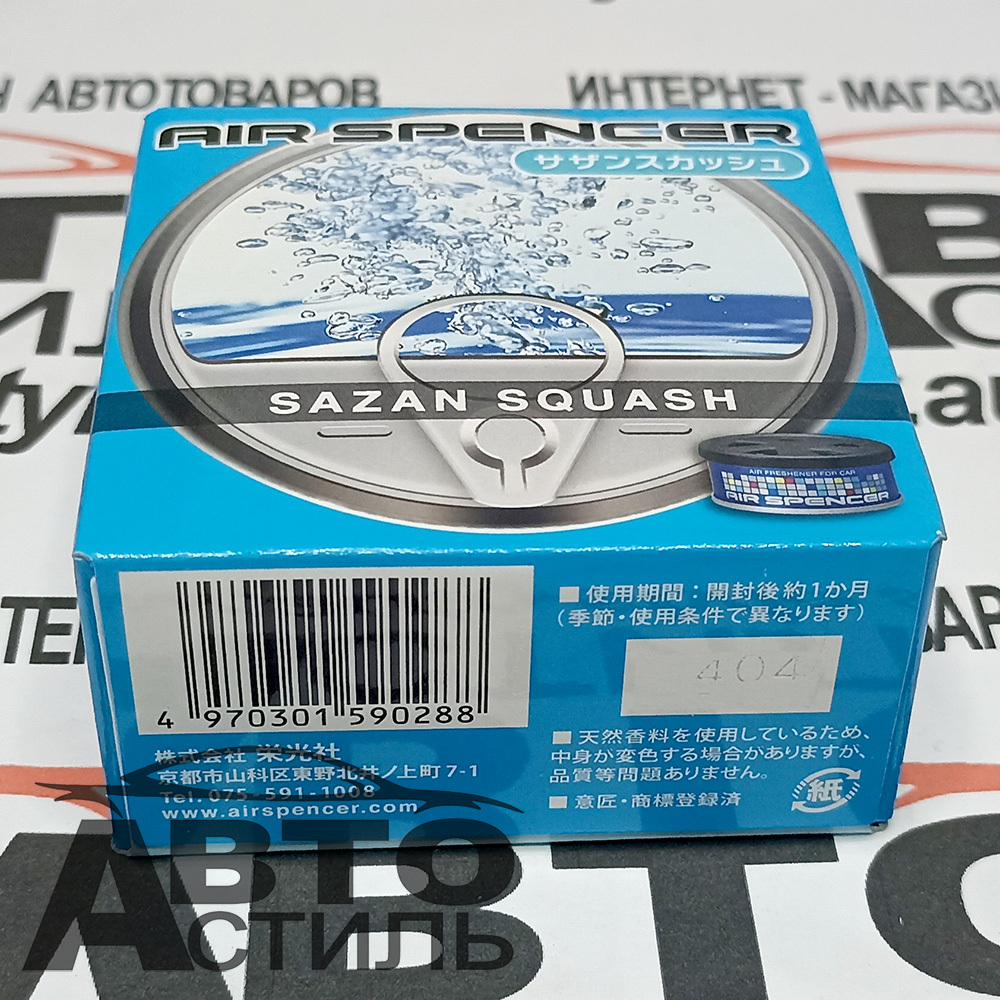 Н АВТОТОВАРОВ
ИНТЕРНЕТ - МАГАЗИ
AIR SPENCER
サザンスカッシュ
SAZAN SQUASH
AIR FRESHENER FOR CAR
AIR SPENCER
4 970301 590288
■使用期間：開封後約1か月
（季節・使用条件で異なります）
404
■天然香料を使用しているため、
中身が変色する場合がありますが、
品質等問題ありません。
■意匠・商標登録済
紙
株式会社 栄光社
京都市山科区東野北井ノ上町7-1
Tel. 075-591-1008
www.airspencer.com
АВТО
СТИЛЬ